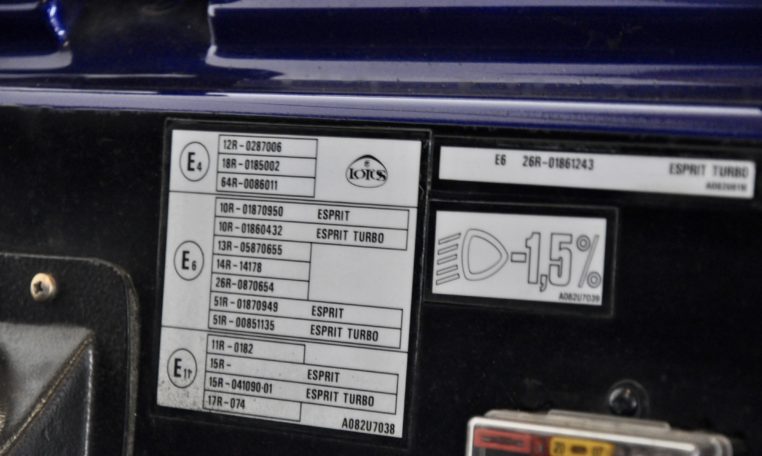 E4
12R-0287006
18R-0185002
64R-0086011
LOTUS
E6
10R-01870950 ESPRIT
10R-01860432 ESPRIT TURBO
13R-05870655
14R-14178
26R-0870654
51R-01870949 ESPRIT
51R-00851135 ESPRIT TURBO
E11
11R-0182
15R- ESPRIT
15R-041090-01 ESPRIT TURBO
17R-074
A082U7038
E6 26R-01861243 ESPRIT TURBO
-1,5%
A082U7039
20 07